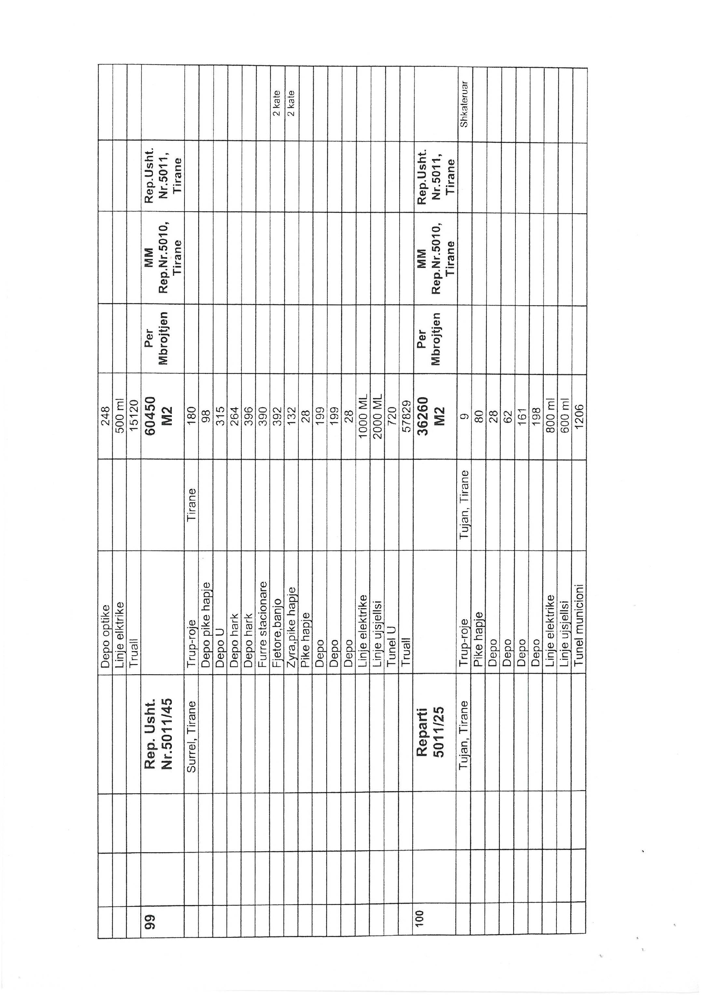 Depo optike 248
Linje elktrike 500 ml
Truall 15120
99 Rep. Usht. Nr.5011/45 60450 M2 Per Mbrojtjen MM Rep.Nr.5010, Tirane Rep.Usht. Nr.5011, Tirane
Surrel, Tirane Trup-roje Tirane 180
Depo pike hapje 98
Depo U 315
Depo hark 264
Depo hark 396
Furre stacionare 390
Fjetore,banjo 392 2 kate
Zyra,pike hapje 132 2 kate
Pike hapje 28
Depo 199
Depo 199
Depo 28
Linje elektrike 1000 ML
Linje ujsjellsi 2000 ML
Tunel U 720
Truall 57829
100 Reparti 5011/25 36260 M2 Per Mbrojtjen MM Rep.Nr.5010, Tirane Rep.Usht. Nr.5011, Tirane
Tujan, Tirane Trup-roje Tujan, Tirane 9 Shkateruar
Pike hapje 80
Depo 28
Depo 62
Depo 161
Depo 198
Linje elektrike 800 ml
Linje ujsjellsi 600 ml
Tunel municioni 1206